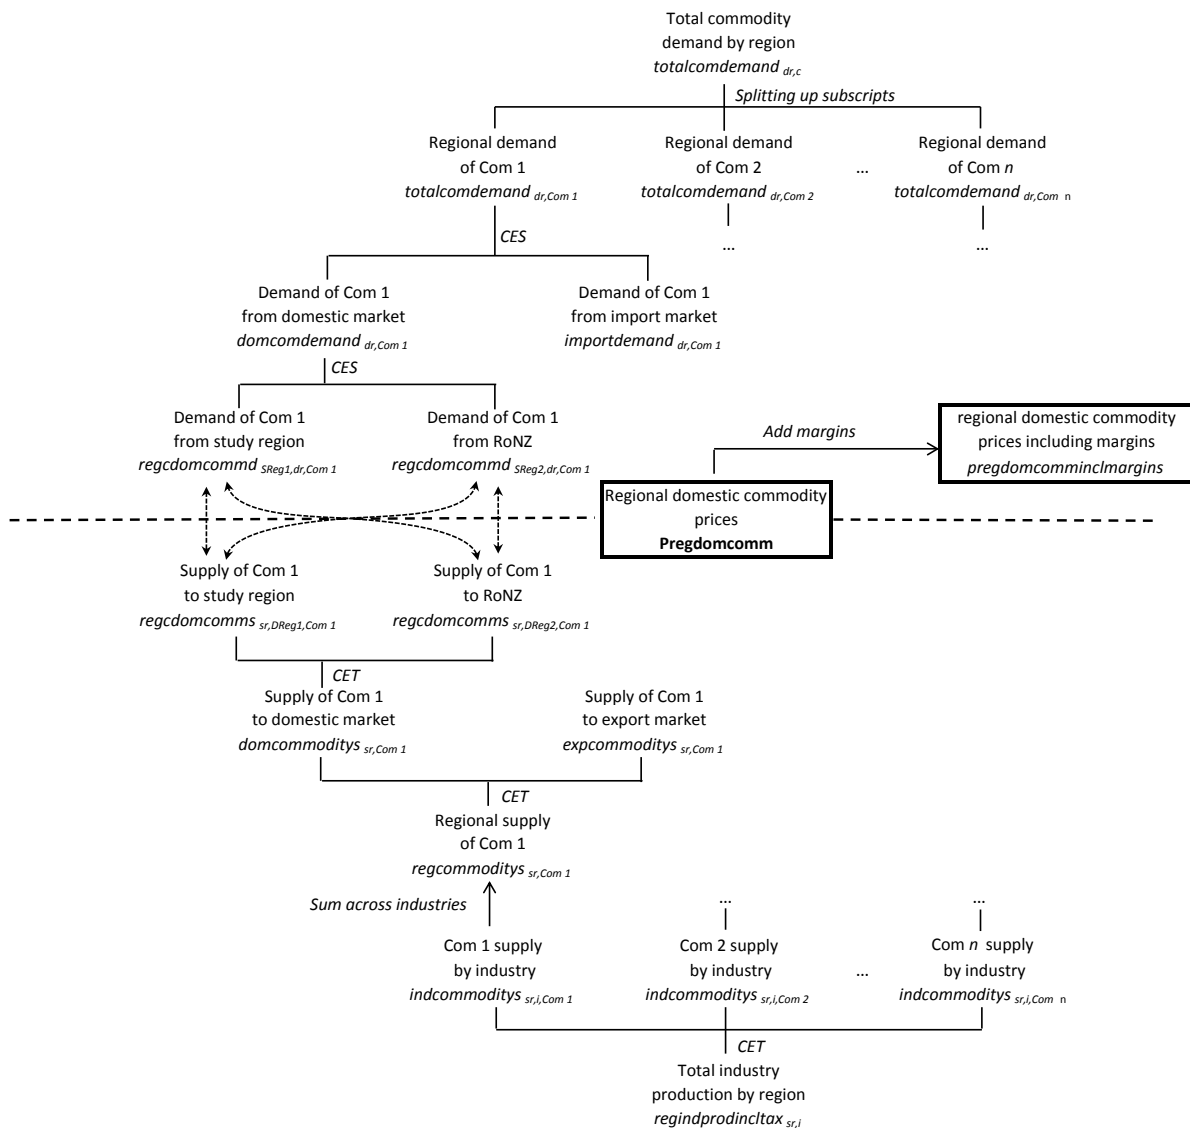 Total commodity
demand by region
totalcomdemand dr,c
Splitting up subscripts
Regional demand
of Com 1
totalcomdemand dr,Com 1
Regional demand
of Com 2
totalcomdemand dr,Com 2
...
Regional demand
of Com n
totalcomdemand dr,Com n
CES
...
...
Demand of Com 1
from domestic market
domcomdemand dr,Com 1
Demand of Com 1
from import market
importdemand dr,Com 1
CES
Demand of Com 1
from study region
regcdomcommd SReg1,dr,Com 1
Demand of Com 1
from RoNZ
regcdomcommd SReg2,dr,Com 1
Add margins
regional domestic commodity
prices including margins
pregdomcomminclmargins
Regional domestic commodity
prices
Pregdomcomm
Supply of Com 1
to study region
regcdomcomms sr,DReg1,Com 1
Supply of Com 1
to RoNZ
regcdomcomms sr,DReg2,Com 1
CET
Supply of Com 1
to domestic market
domcommoditys sr,Com 1
Supply of Com 1
to export market
expcommoditys sr,Com 1
CET
Regional supply
of Com 1
regcommoditys sr,Com 1
Sum across industries
...
...
Com 1 supply
by industry
indcommoditys sr,i,Com 1
Com 2 supply
by industry
indcommoditys sr,i,Com 2
...
Com n supply
by industry
indcommoditys sr,i,Com n
CET
Total industry
production by region
regindprodincltax sr,i